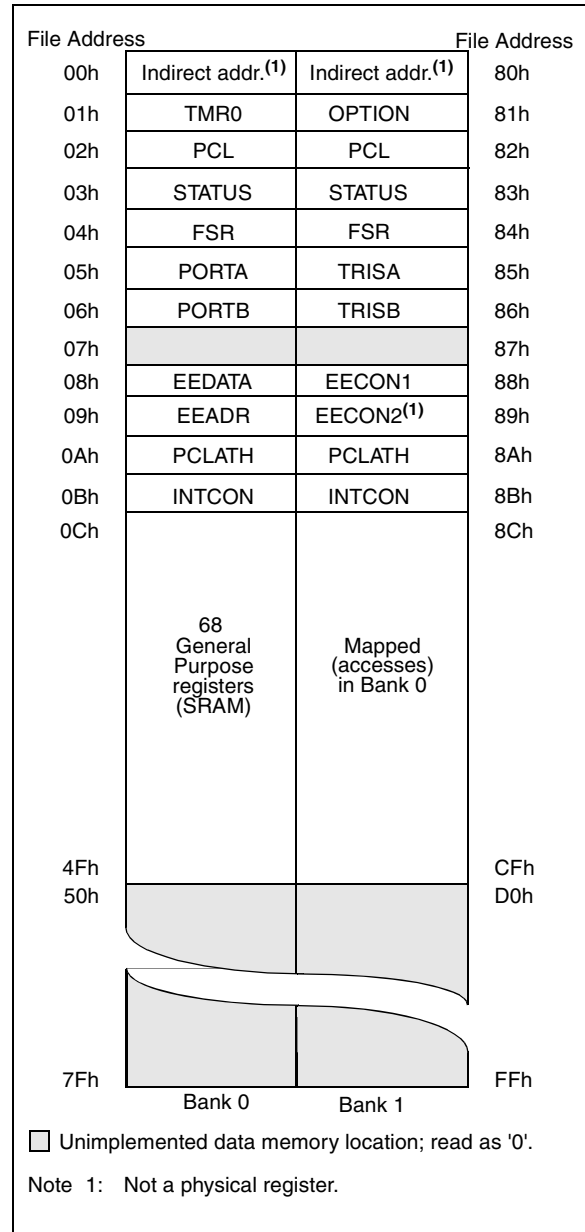 File Address File Address
00h Indirect addr.(1) Indirect addr.(1) 80h
01h TMR0 OPTION 81h
02h PCL PCL 82h
03h STATUS STATUS 83h
04h FSR FSR 84h
05h PORTA TRISA 85h
06h PORTB TRISB 86h
07h 87h
08h EEDATA EECON1 88h
09h EEADR EECON2(1) 89h
0Ah PCLATH PCLATH 8Ah
0Bh INTCON INTCON 8Bh
0Ch 8Ch
68
General
Purpose
registers
(SRAM)
Mapped
(accesses)
in Bank 0
4Fh CFh
50h D0h
7Fh FFh
Bank 0 Bank 1
Unimplemented data memory location; read as '0'.
Note 1: Not a physical register.